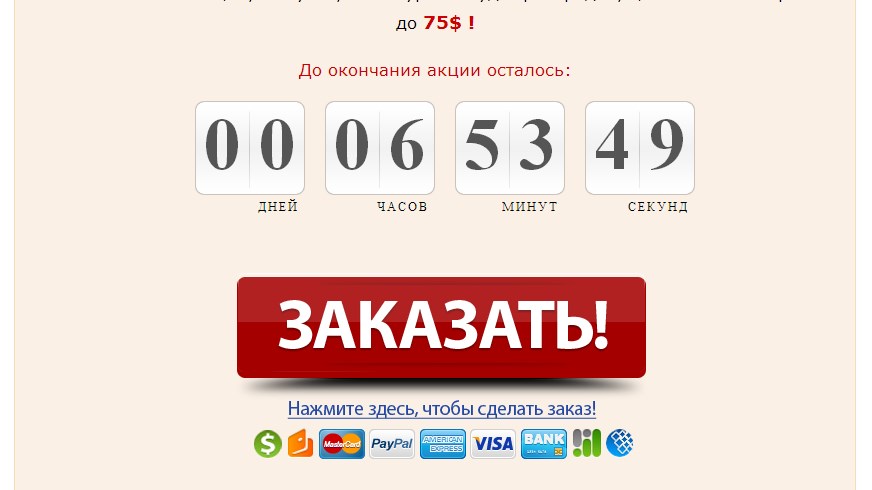 до 75$ !
До окончания акции осталось:
00 06 53 49
ДНЕЙ ЧАСОВ МИНУТ СЕКУНД
ЗАКАЗАТЬ!
Нажмите здесь, чтобы сделать заказ!
$ MasterCard PayPal AMERICAN EXPRESS VISA BANK